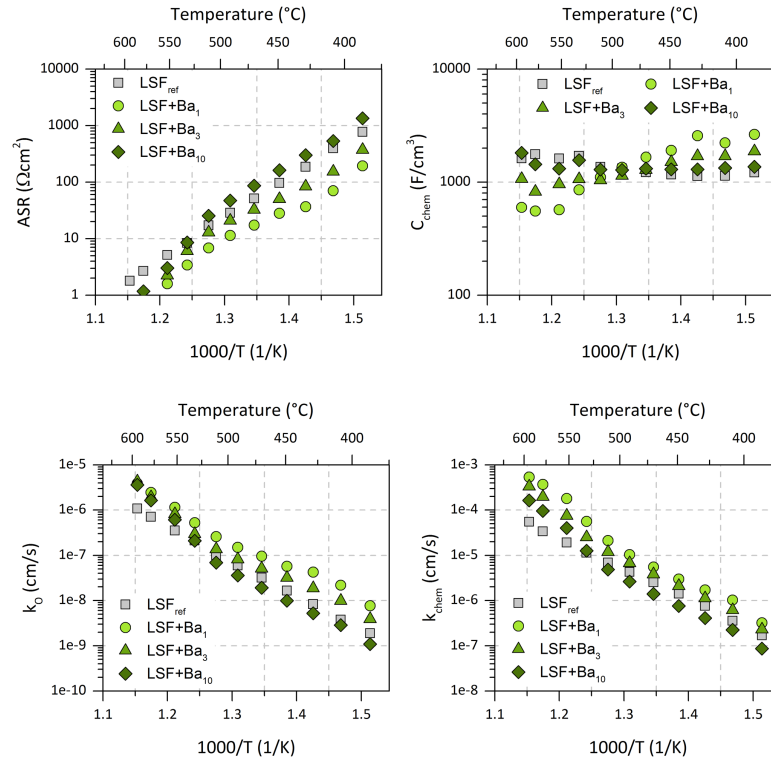 Temperature (°C)
600 550 500 450 400
10000
1000
100
10
1
ASR (Ωcm²)
LSFref
LSF+Ba1
LSF+Ba3
LSF+Ba10
1.1 1.2 1.3 1.4 1.5
1000/T (1/K)
Temperature (°C)
600 550 500 450 400
10000
1000
100
Cchem (F/cm³)
LSFref LSF+Ba1
LSF+Ba3 LSF+Ba10
1.1 1.2 1.3 1.4 1.5
1000/T (1/K)
Temperature (°C)
600 550 500 450 400
1e-5
1e-6
1e-7
1e-8
1e-9
1e-10
kO (cm/s)
LSFref
LSF+Ba1
LSF+Ba3
LSF+Ba10
1.1 1.2 1.3 1.4 1.5
1000/T (1/K)
Temperature (°C)
600 550 500 450 400
1e-3
1e-4
1e-5
1e-6
1e-7
1e-8
kchem (cm/s)
LSFref
LSF+Ba1
LSF+Ba3
LSF+Ba10
1.1 1.2 1.3 1.4 1.5
1000/T (1/K)